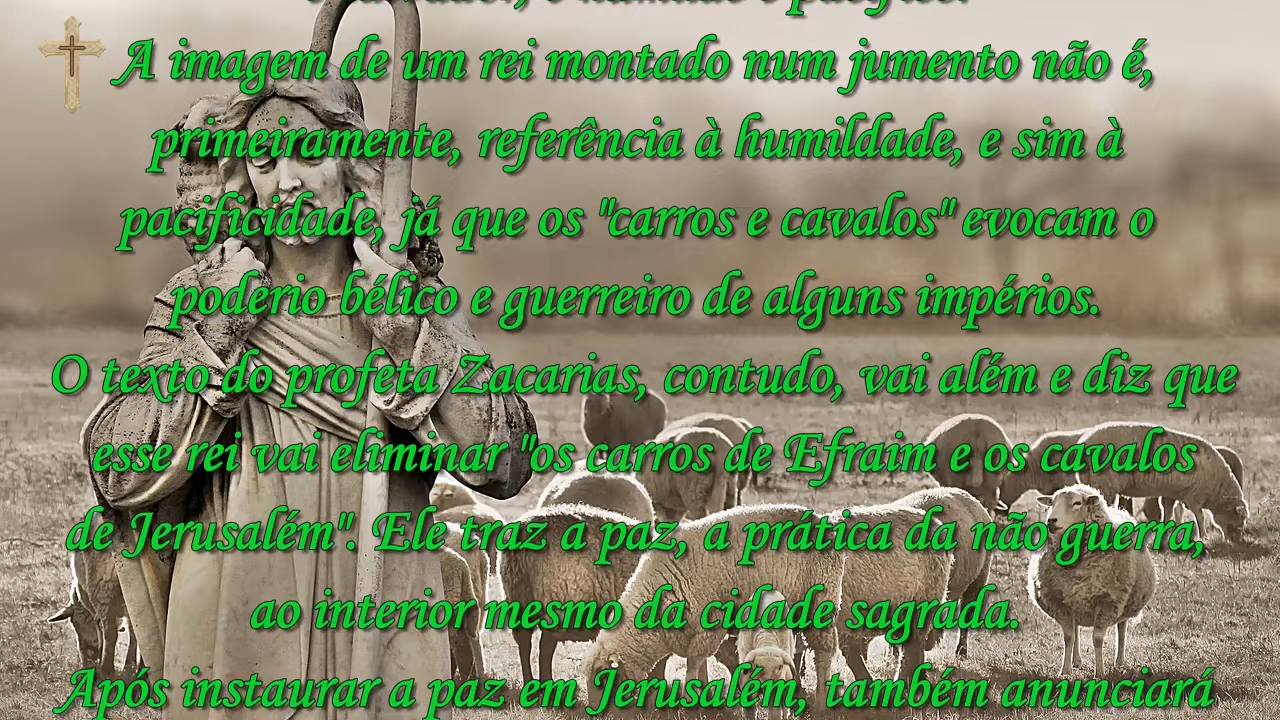 A imagem de um rei montado num jumento não é,
primeiramente, referência à humildade, e sim à
pacificidade, já que os "carros e cavalos" evocam o
poderio bélico e guerreiro de alguns impérios.
O texto do profeta Zacarias, contudo, vai além e diz que
esse rei vai eliminar "os carros de Efraim e os cavalos
de Jerusalém". Ele traz a paz, a prática da não guerra,
ao interior mesmo da cidade sagrada.
Após instaurar a paz em Jerusalém, também anunciará